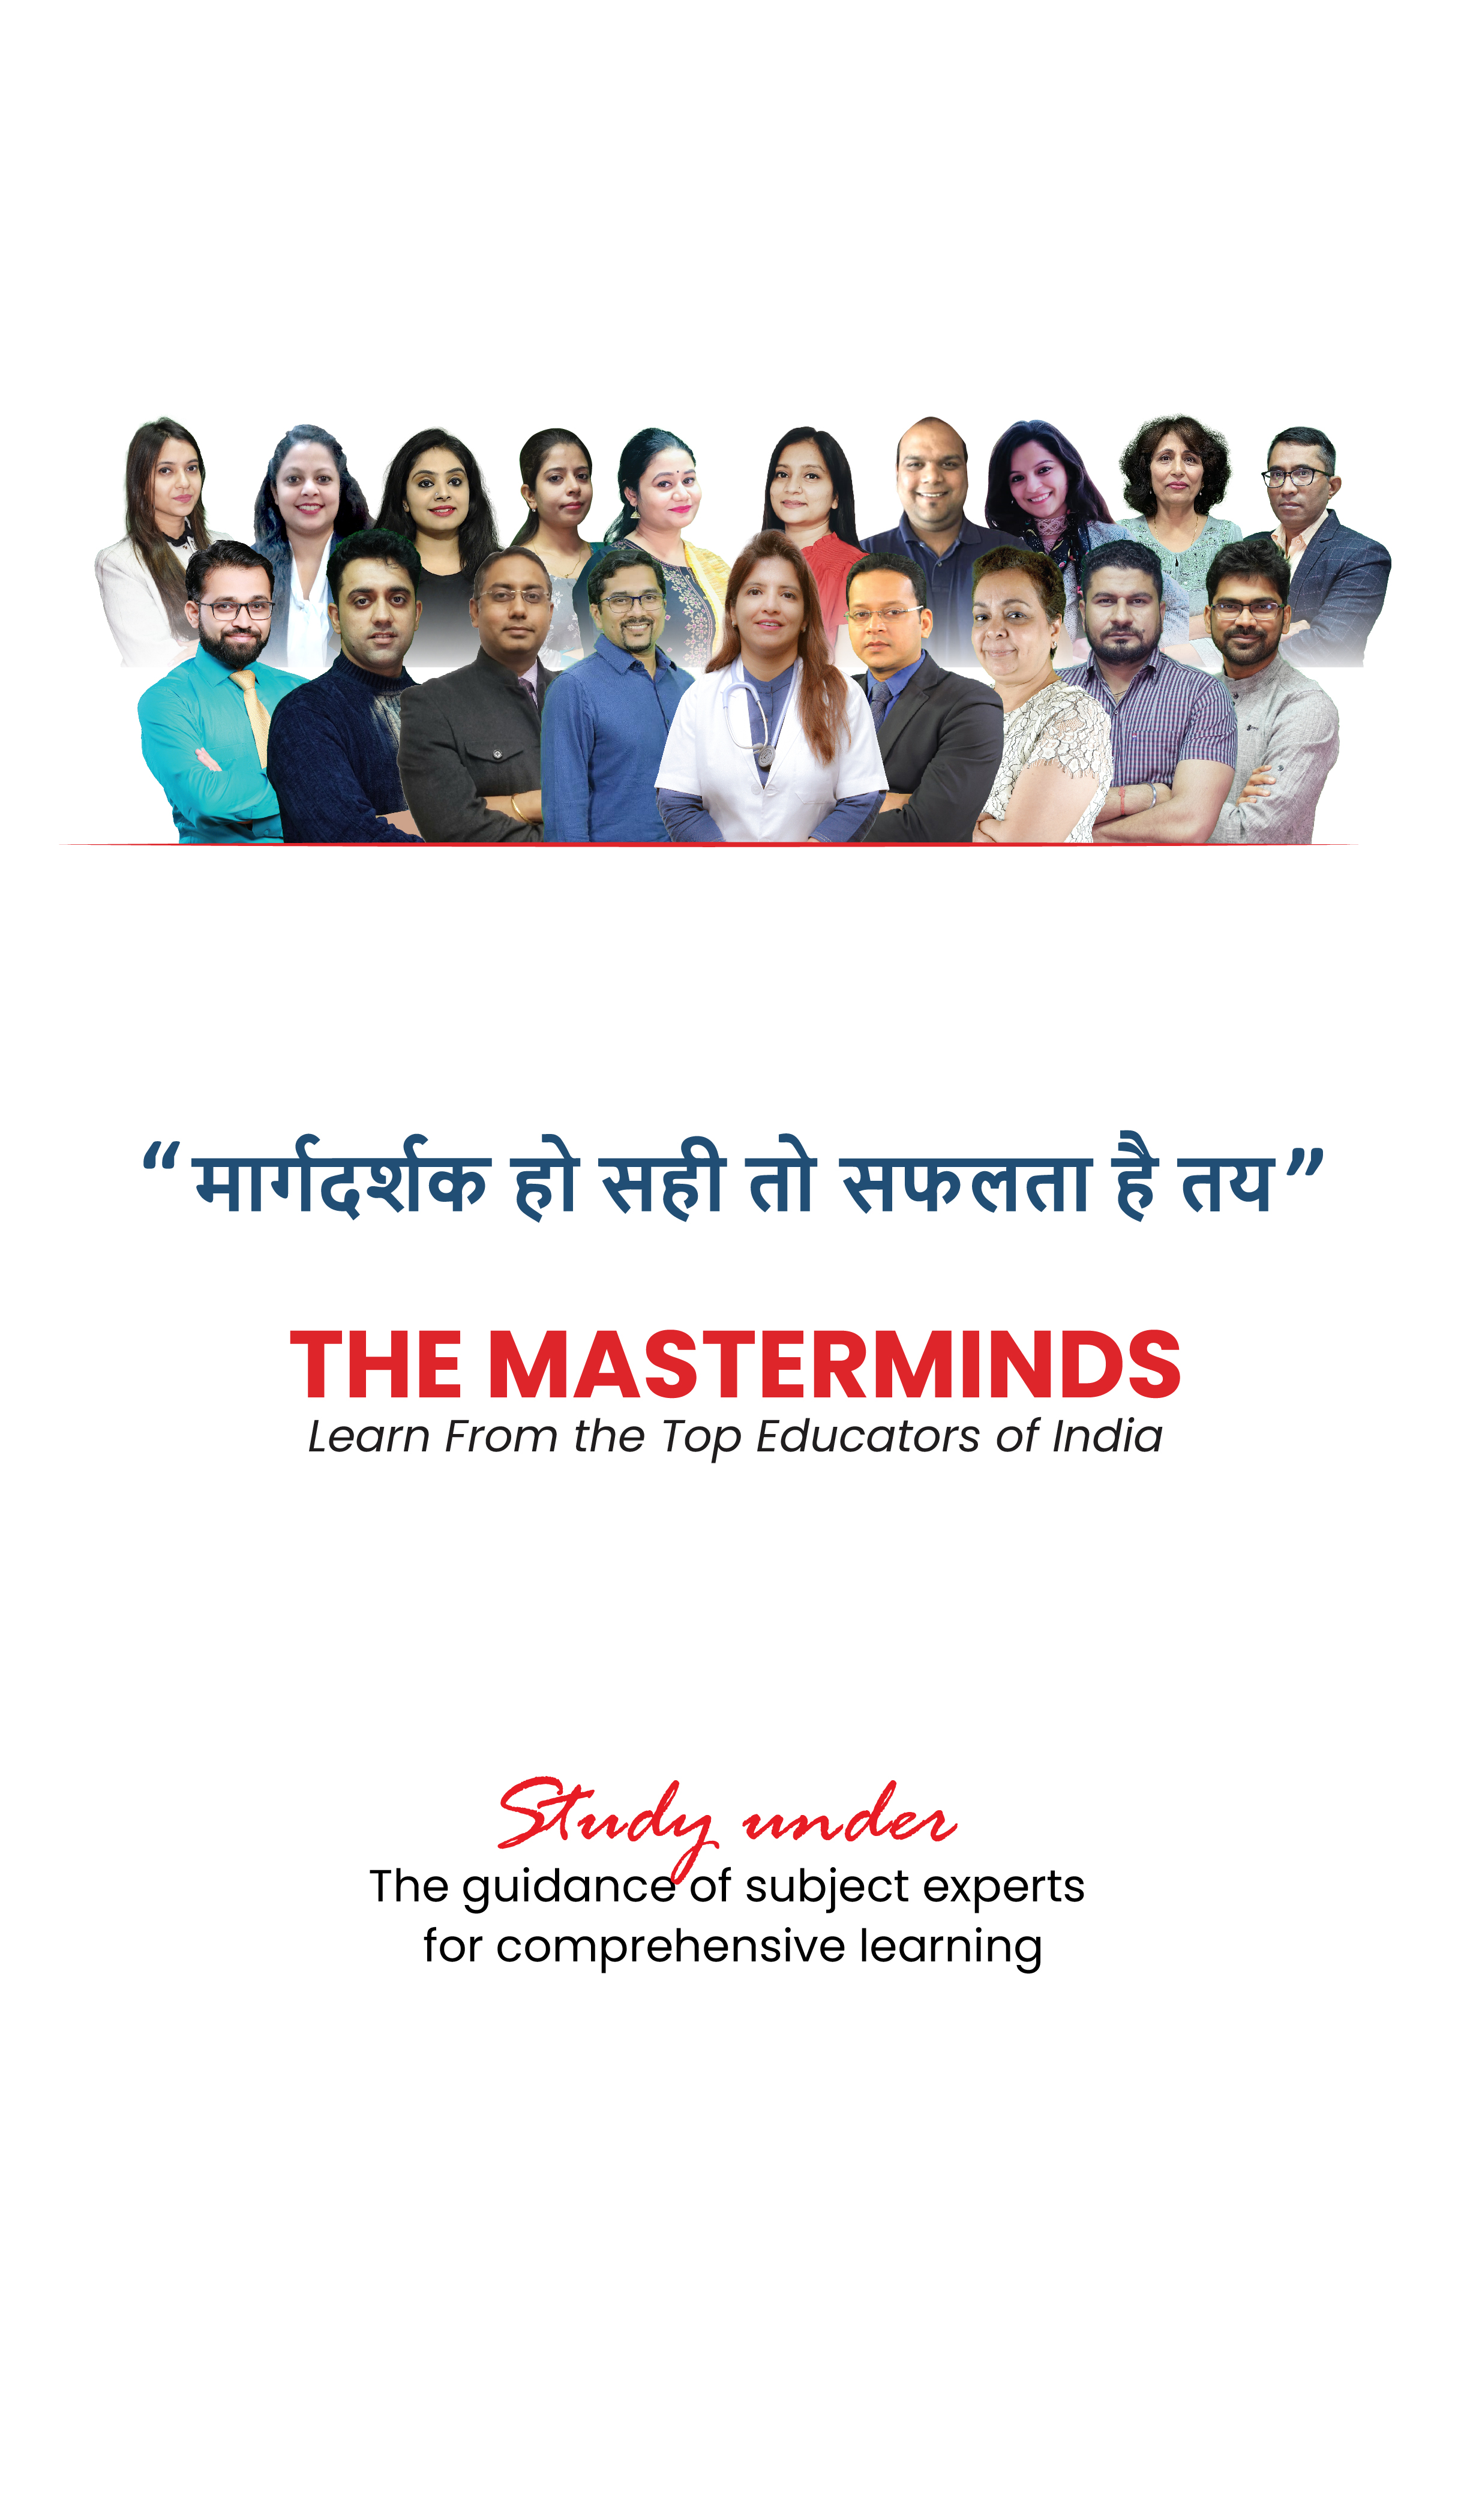 “मार्गदर्शक हो सही तो सफलता है तय”
THE MASTERMINDS
Learn From the Top Educators of India
Study under
The guidance of subject experts
for comprehensive learning